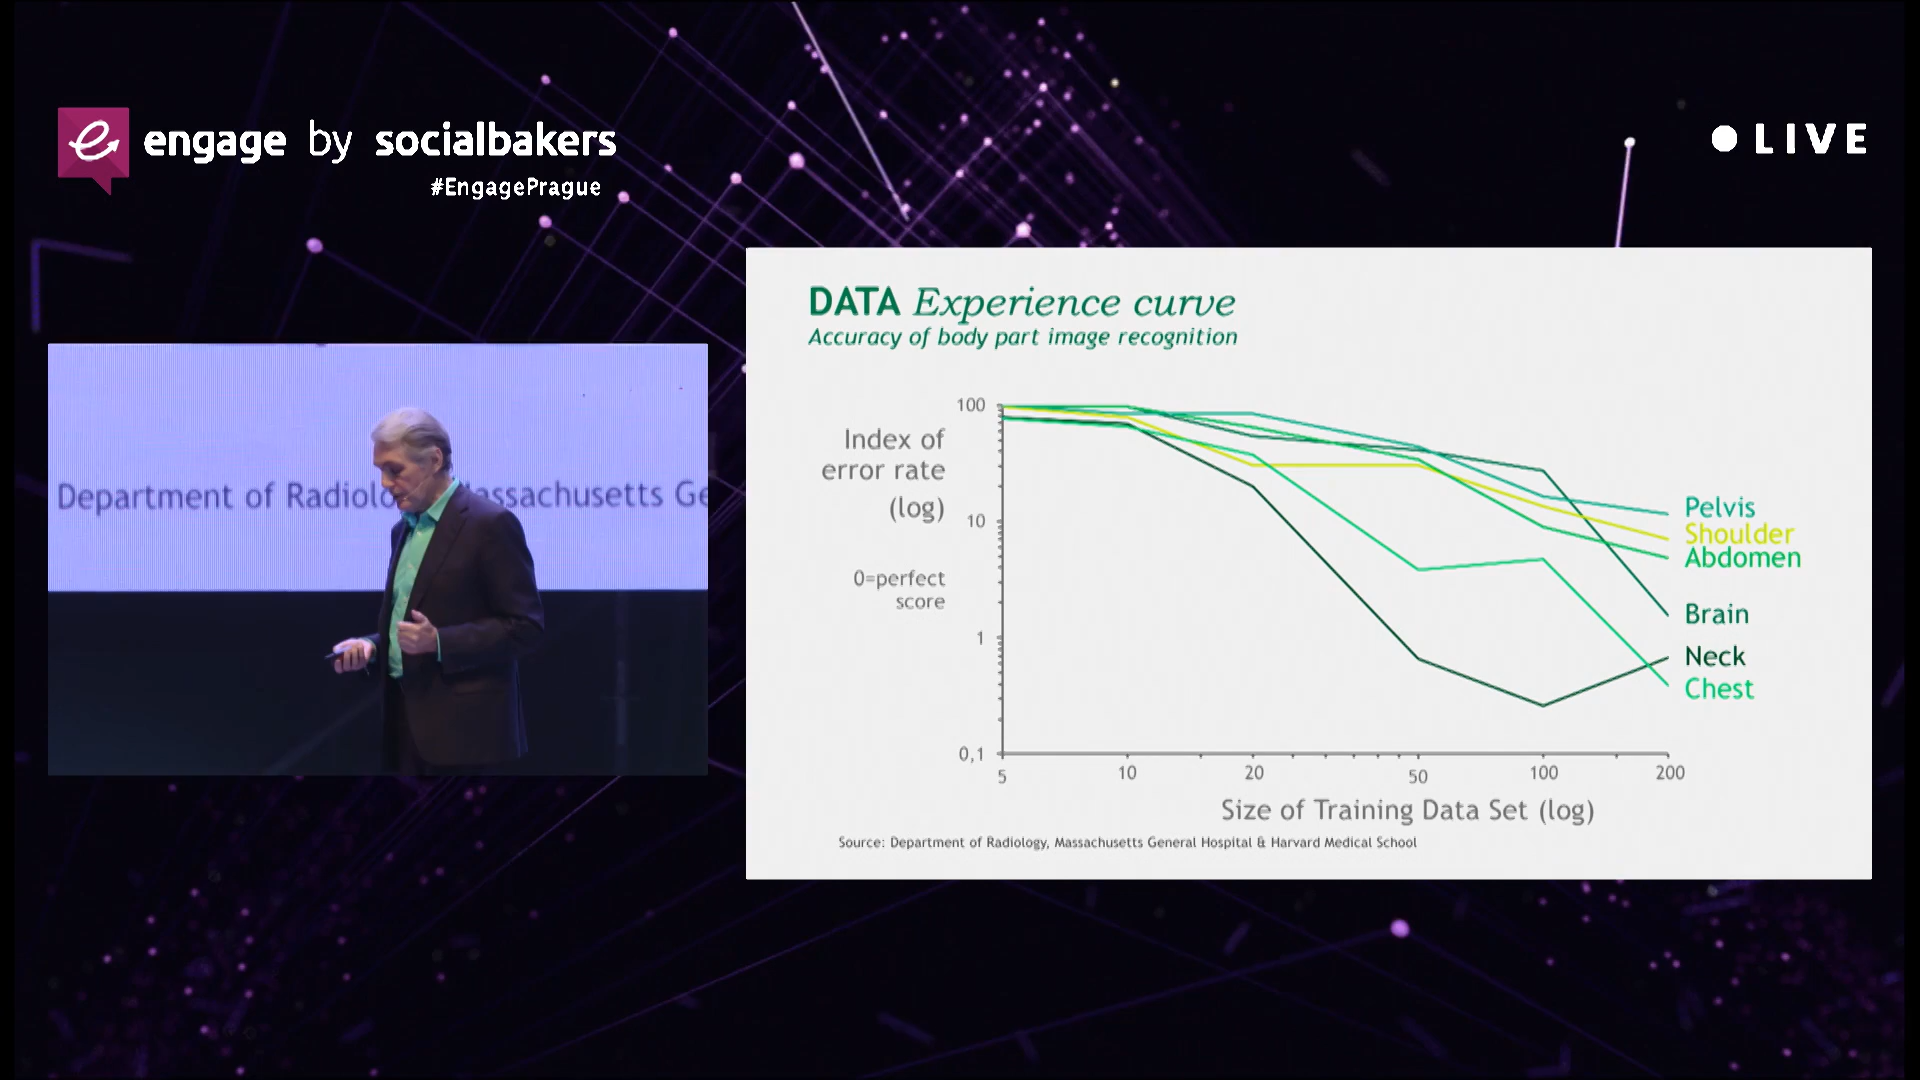 engage by socialbakers
#EngagePrague
LIVE
Department of Radiolo assachusetts Ge
DATA Experience curve
Accuracy of body part image recognition
Index of
error rate
(log)
0=perfect
score
100
10
1
0,1
5 10 20 50 100 200
Size of Training Data Set (log)
Pelvis
Shoulder
Abdomen
Brain
Neck
Chest
Source: Department of Radiology, Massachusetts General Hospital & Harvard Medical School